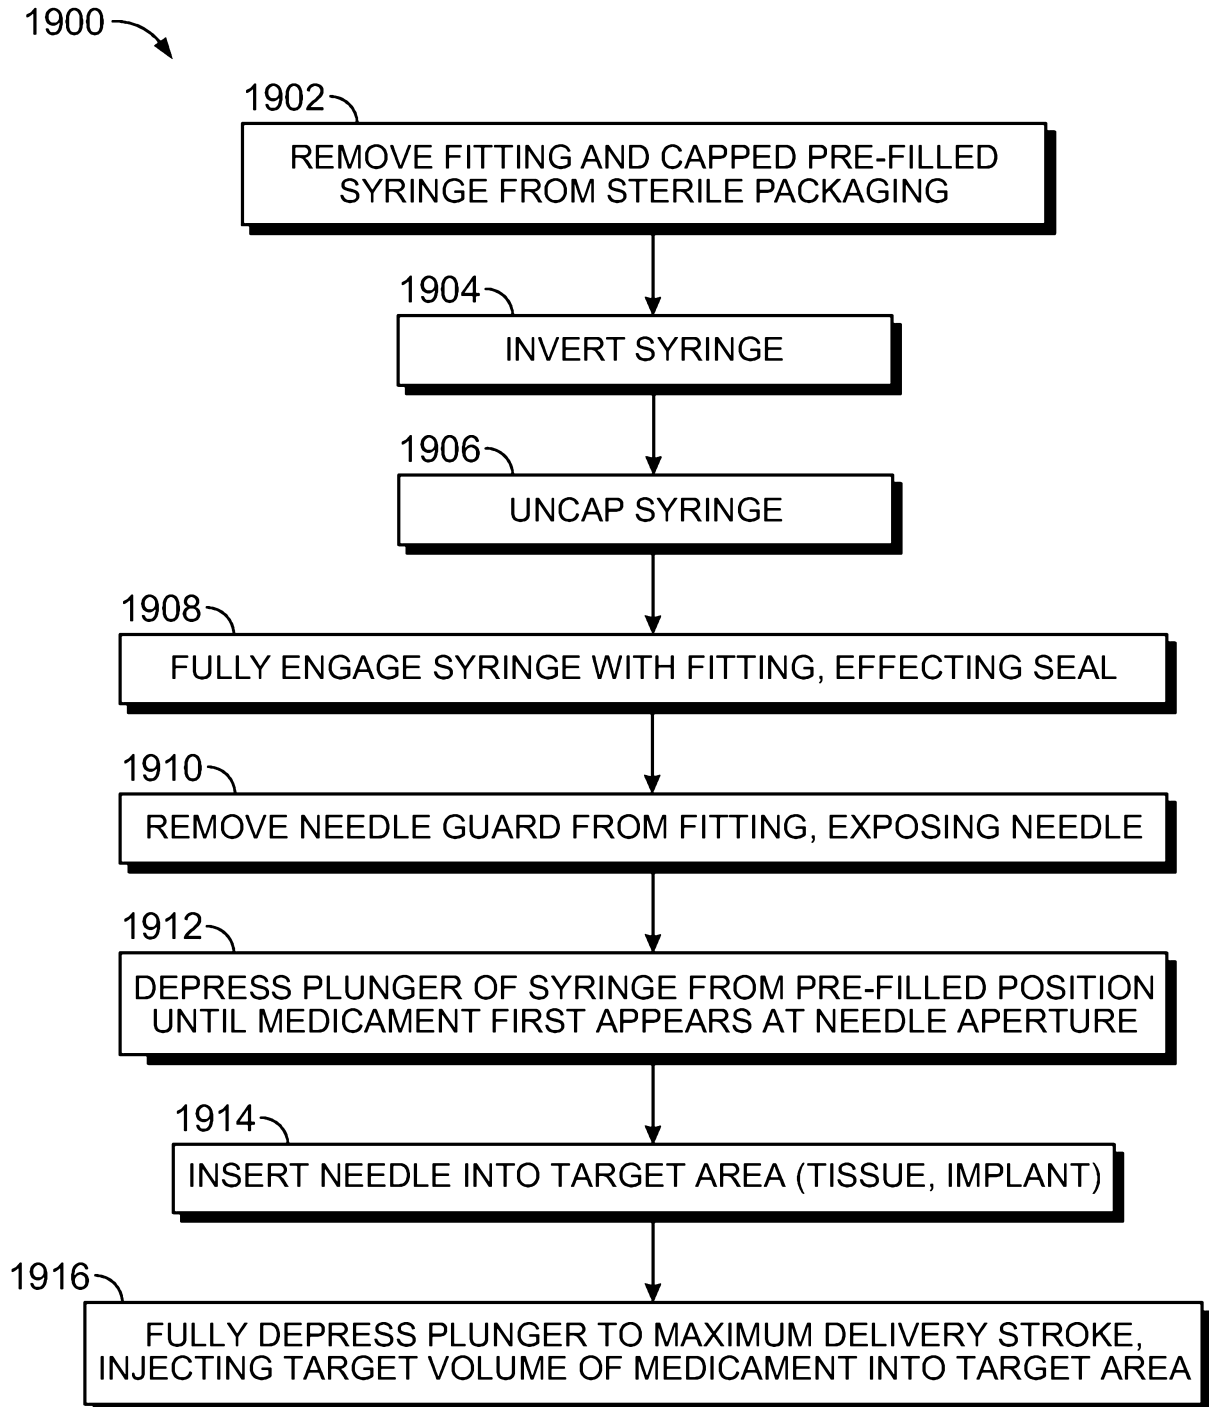 1900
1902
REMOVE FITTING AND CAPPED PRE-FILLED
SYRINGE FROM STERILE PACKAGING
1904
INVERT SYRINGE
1906
UNCAP SYRINGE
1908
FULLY ENGAGE SYRINGE WITH FITTING, EFFECTING SEAL
1910
REMOVE NEEDLE GUARD FROM FITTING, EXPOSING NEEDLE
1912
DEPRESS PLUNGER OF SYRINGE FROM PRE-FILLED POSITION
UNTIL MEDICAMENT FIRST APPEARS AT NEEDLE APERTURE
1914
INSERT NEEDLE INTO TARGET AREA (TISSUE, IMPLANT)
1916
FULLY DEPRESS PLUNGER TO MAXIMUM DELIVERY STROKE,
INJECTING TARGET VOLUME OF MEDICAMENT INTO TARGET AREA